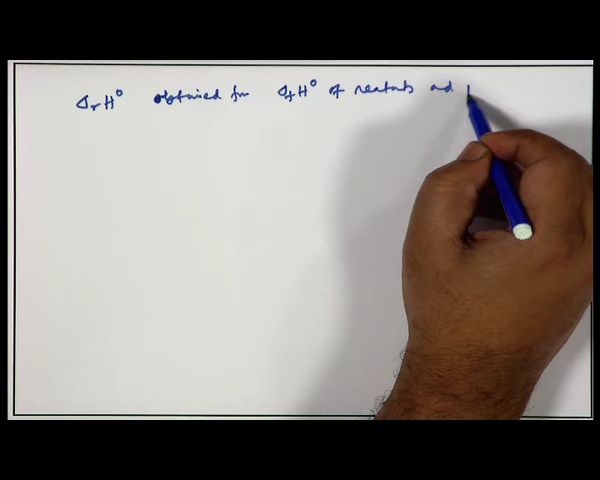 ΔrH° obtained from ΔfH° of reactants and